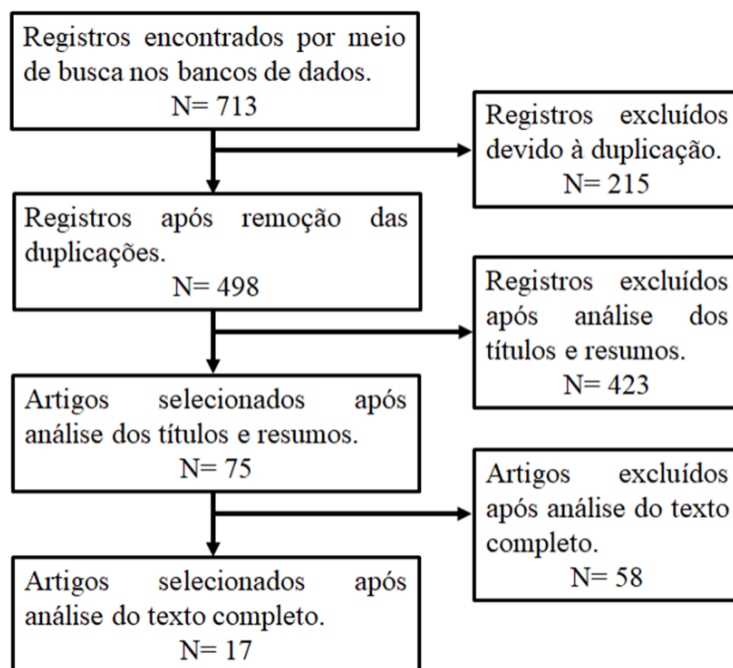 Registros encontrados por meio
de busca nos bancos de dados.
N= 713
Registros excluídos
devido à duplicação.
N= 215
Registros após remoção das
duplicações.
N= 498
Registros excluídos
após análise dos
títulos e resumos.
N= 423
Artigos selecionados após
análise dos títulos e resumos.
N= 75
Artigos excluídos
após análise do texto
completo.
N= 58
Artigos selecionados após
análise do texto completo.
N= 17